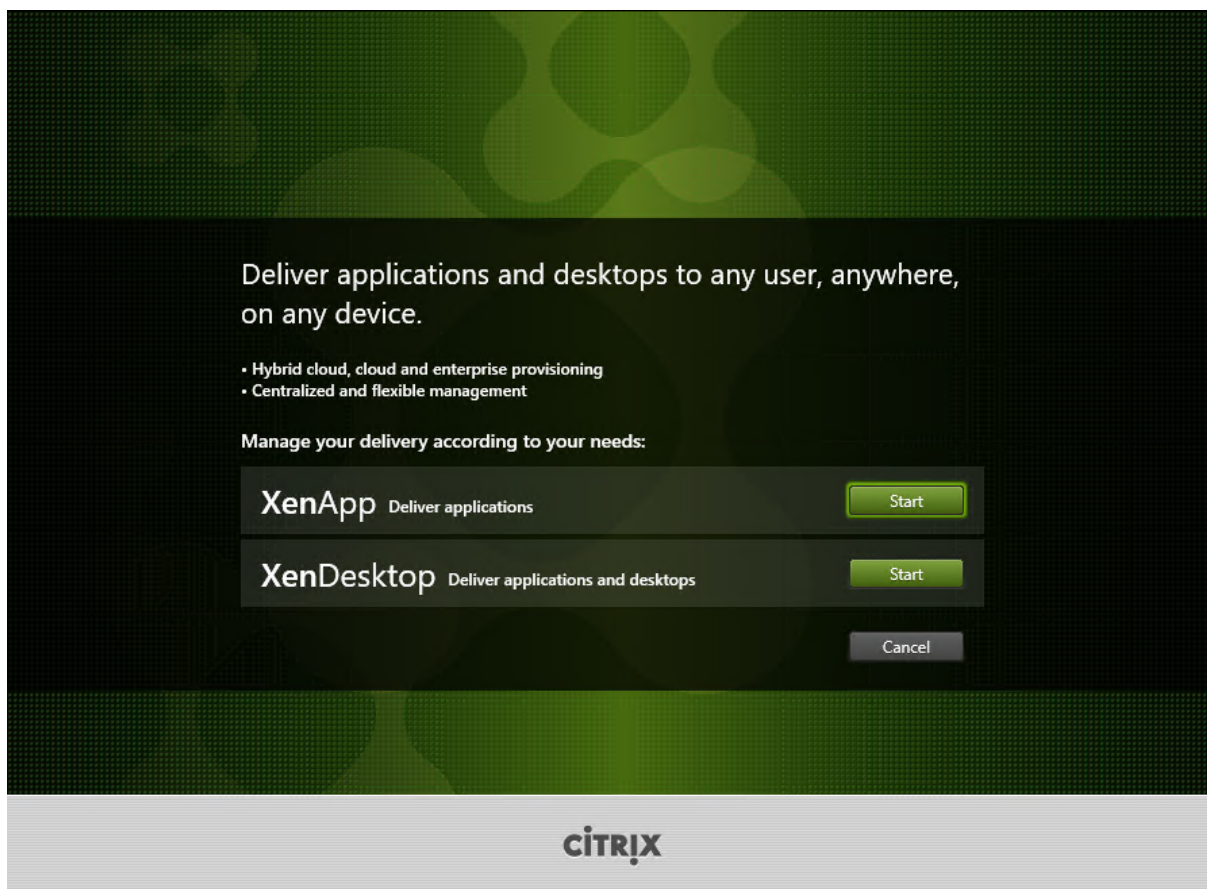 Deliver applications and desktops to any user, anywhere,
on any device.
• Hybrid cloud, cloud and enterprise provisioning
• Centralized and flexible management
Manage your delivery according to your needs:
XenApp Deliver applications Start
XenDesktop Deliver applications and desktops Start
Cancel
CİTRIX